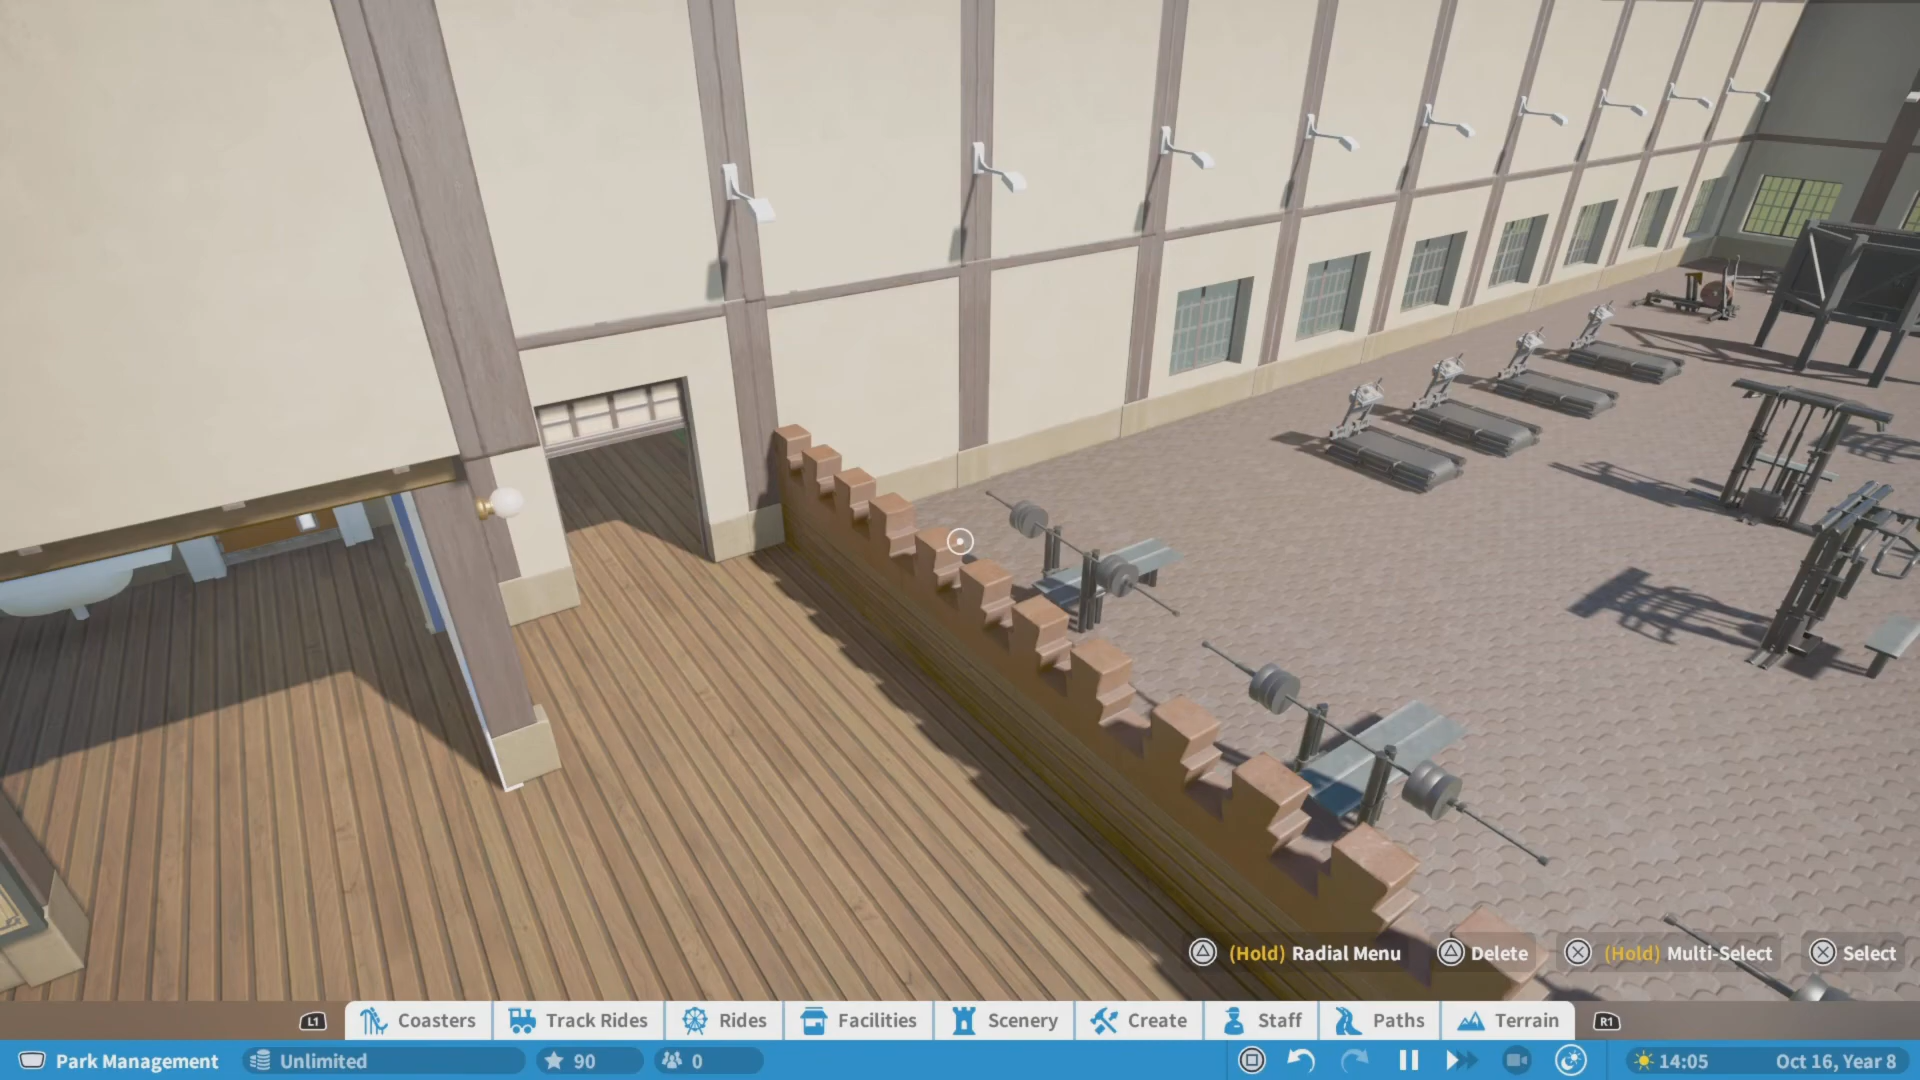 (Hold) Radial Menu Delete (Hold) Multi-Select Select
L1 Coasters Track Rides Rides Facilities Scenery Create Staff Paths Terrain R1
Park Management Unlimited 90 0 14:05 Oct 16, Year 8